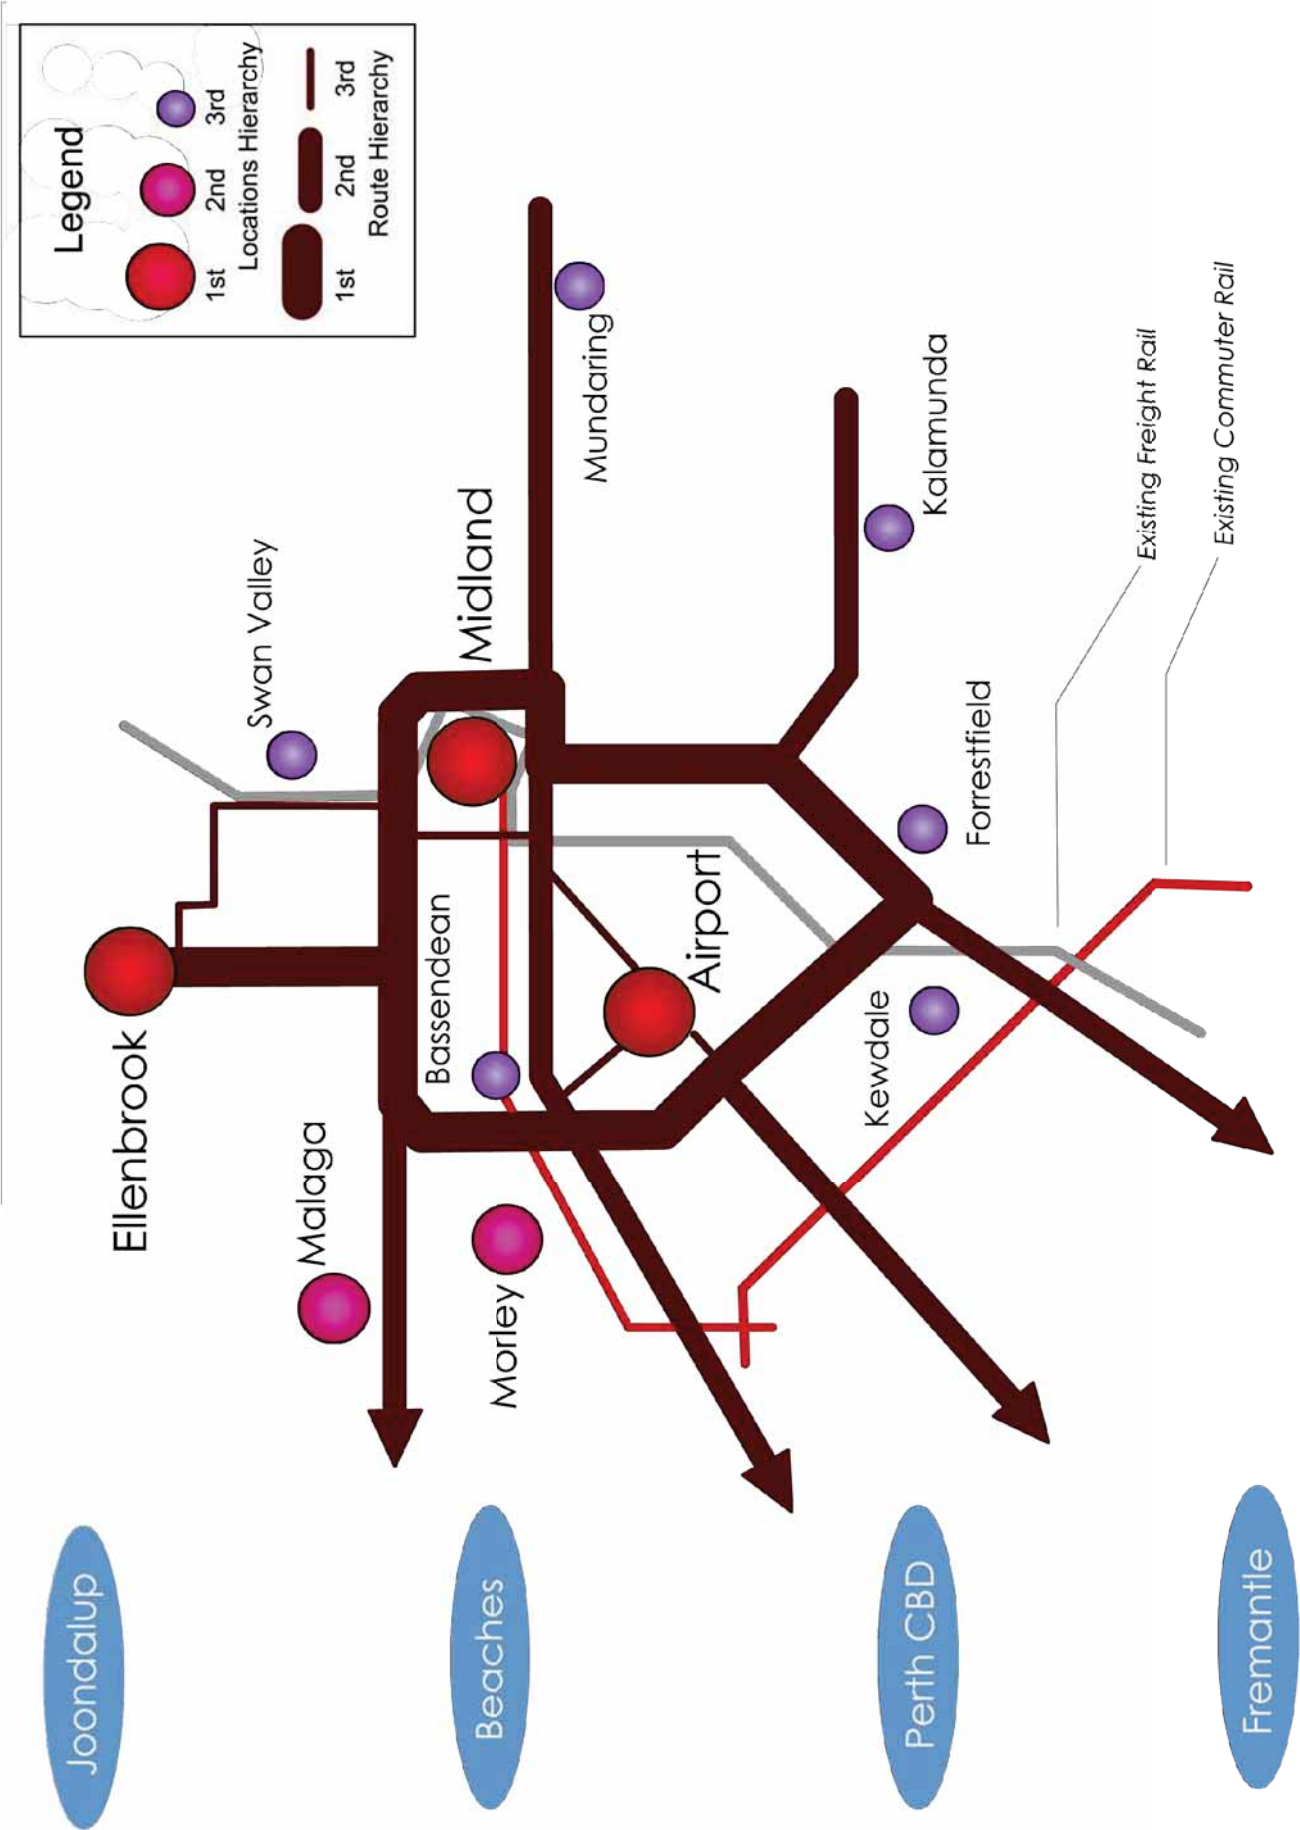 Legend
1st 2nd 3rd
Locations Hierarchy
1st 2nd 3rd
Route Hierarchy
Joondalup
Ellenbrook
Swan Valley
Malaga
Beaches
Morley
Bassendean
Midland
Mundaring
Airport
Perth CBD
Kewdale
Forrestfield
Kalamunda
Existing Freight Rail
Existing Commuter Rail
Fremantle